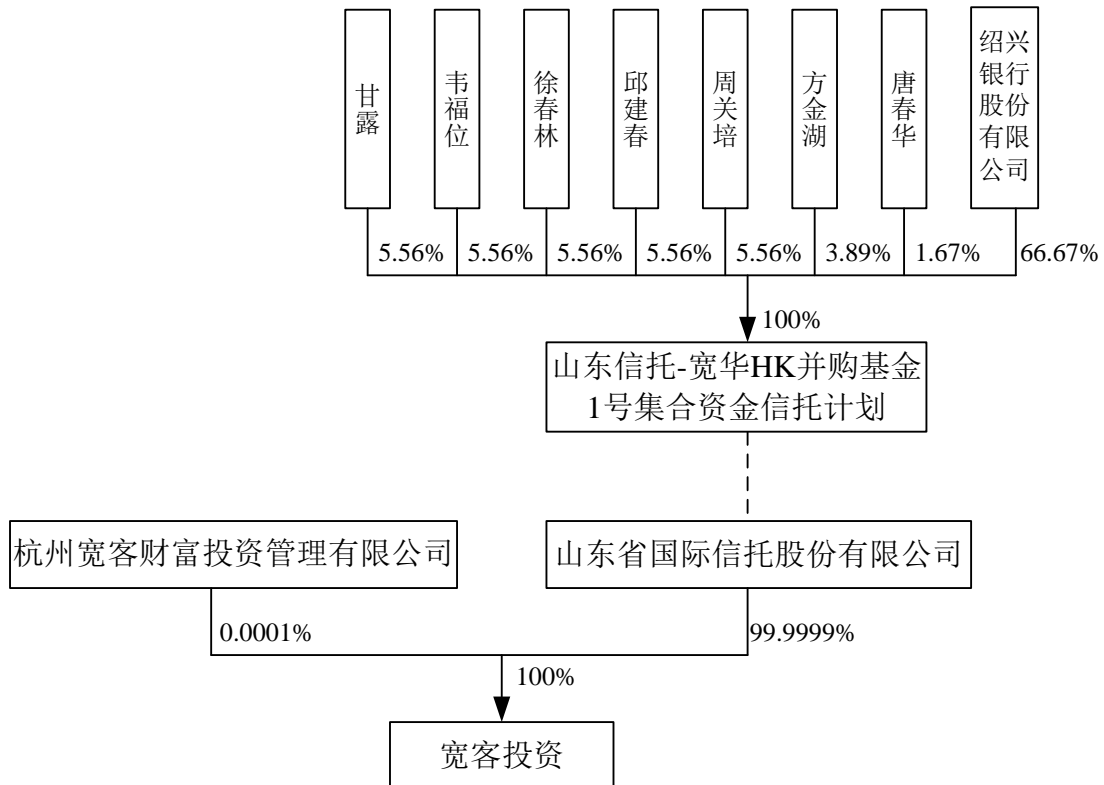 甘露
韦福位
徐春林
邱建春
周关培
方金湖
唐春华
绍兴
银行
股份
有限
公司
5.56%
5.56%
5.56%
5.56%
5.56%
3.89%
1.67%
66.67%
100%
山东信托-宽华HK并购基金
1号集合资金信托计划
杭州宽客财富投资管理有限公司
山东省国际信托股份有限公司
0.0001%
99.9999%
100%
宽客投资